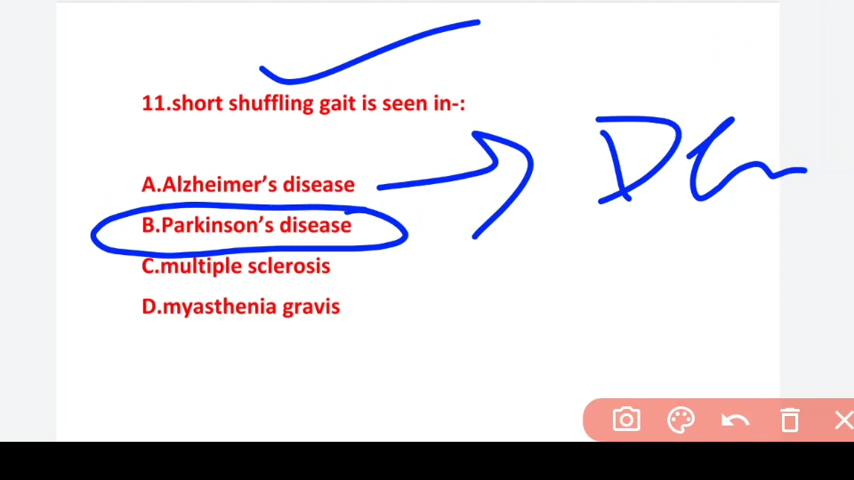 11.short shuffling gait is seen in-:
A.Alzheimer's disease
B.Parkinson's disease
C.multiple sclerosis
D.myasthenia gravis